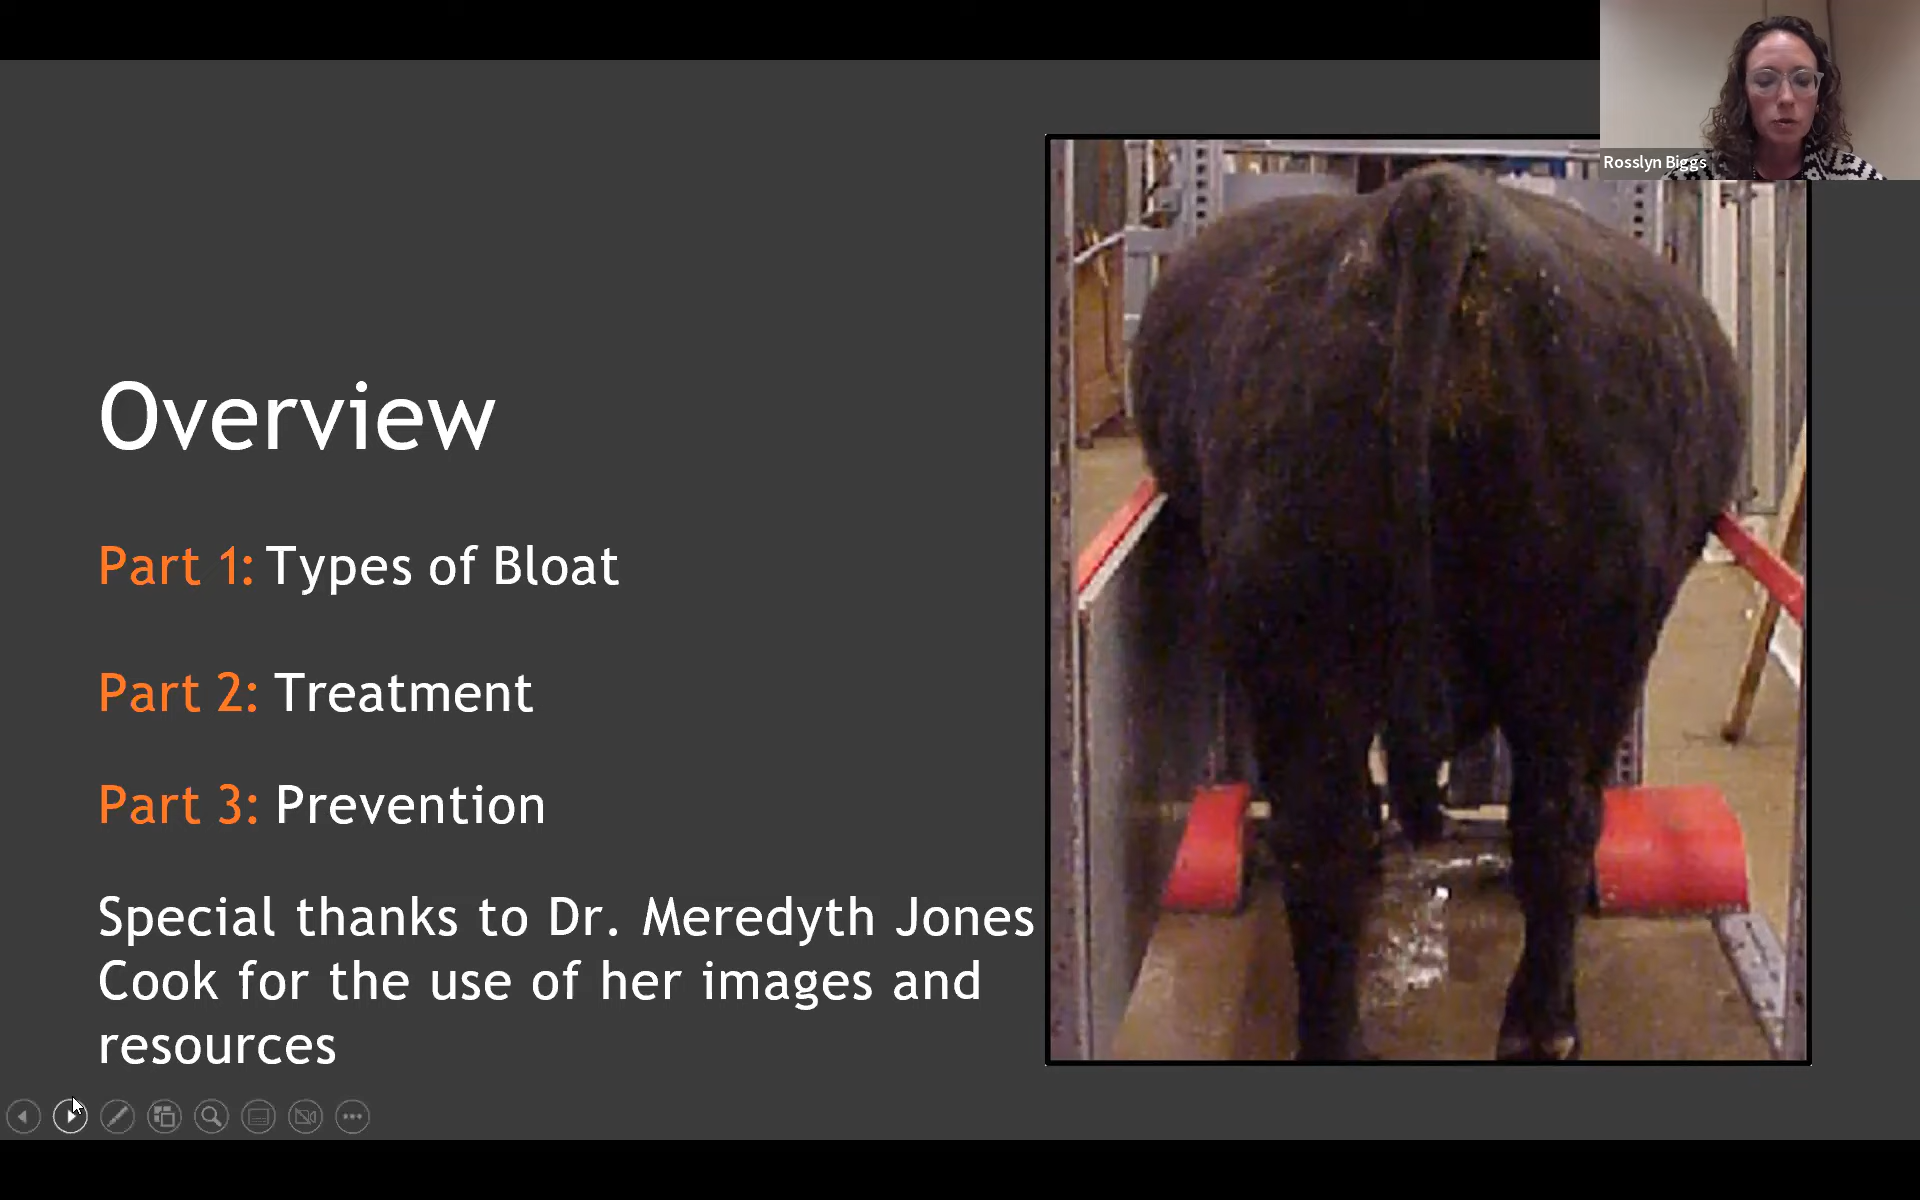 Rosslyn Biggs
Overview
Part 1: Types of Bloat
Part 2: Treatment
Part 3: Prevention
Special thanks to Dr. Meredyth Jones
Cook for the use of her images and
resources